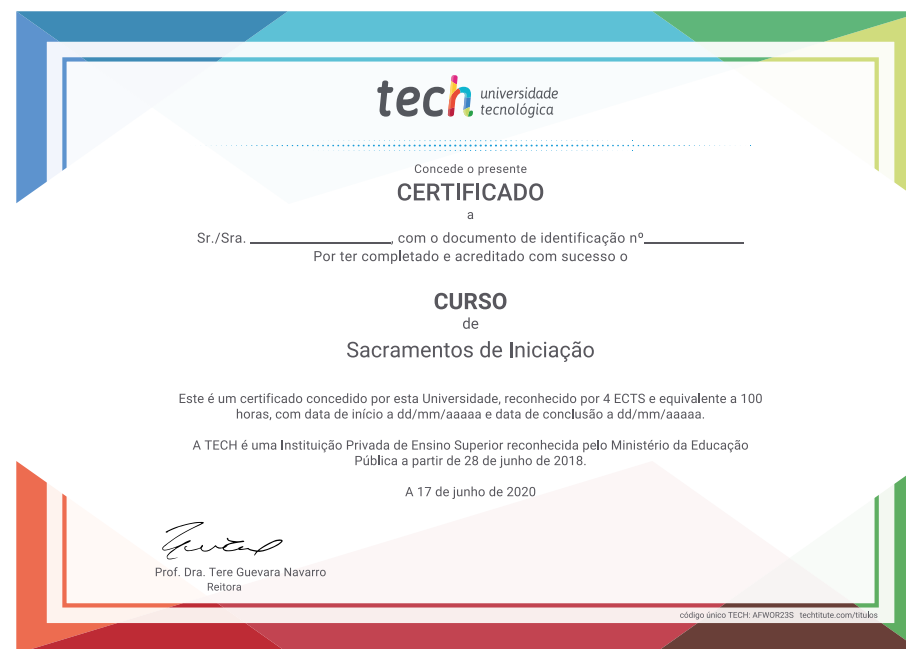 tech universidade
tecnológica
Concede o presente
CERTIFICADO
a
Sr./Sra. ________________, com o documento de identificação nº____________
Por ter completado e acreditado com sucesso o
CURSO
de
Sacramentos de Iniciação
Este é um certificado concedido por esta Universidade, reconhecido por 4 ECTS e equivalente a 100
horas, com data de início a dd/mm/aaaaa e data de conclusão a dd/mm/aaaaa.
A TECH é uma Instituição Privada de Ensino Superior reconhecida pelo Ministério da Educação
Pública a partir de 28 de junho de 2018.
A 17 de junho de 2020
Prof. Dra. Tere Guevara Navarro
Reitora
código único TECH: AFWOR23S techtitute.com/titulos